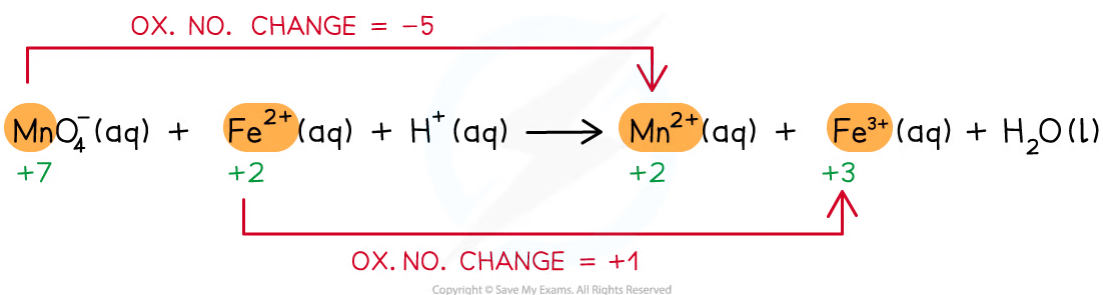 OX. NO. CHANGE = −5
MnO₄⁻(aq) + Fe²⁺(aq) + H⁺(aq) ⟶ Mn²⁺(aq) + Fe³⁺(aq) + H₂O(l)
+7 +2 +2 +3
OX. NO. CHANGE = +1
Copyright © Save My Exams. All Rights Reserved